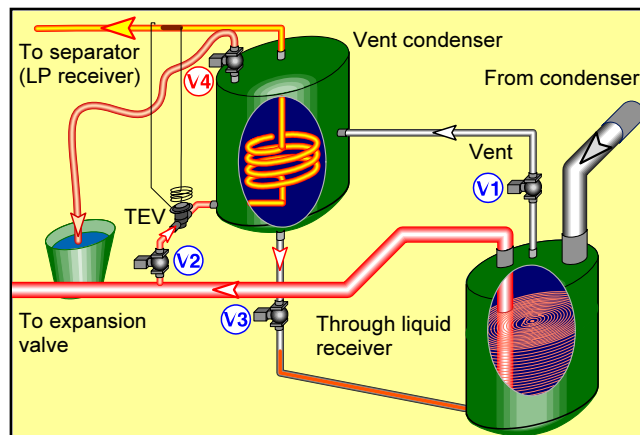 To separator
(LP receiver)
V4
Vent condenser
From condenser
Vent
V1
TEV
V2
To expansion
valve
V3
Through liquid
receiver